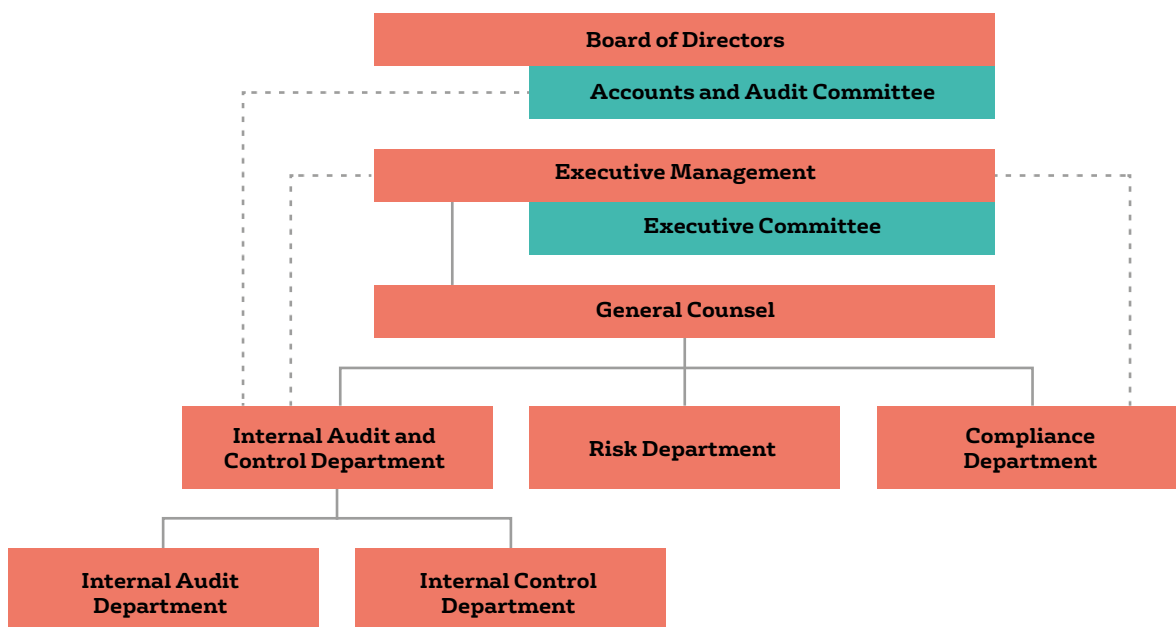 Board of Directors
Accounts and Audit Committee
Executive Management
Executive Committee
General Counsel
Internal Audit and
Control Department
Risk Department
Compliance
Department
Internal Audit
Department
Internal Control
Department